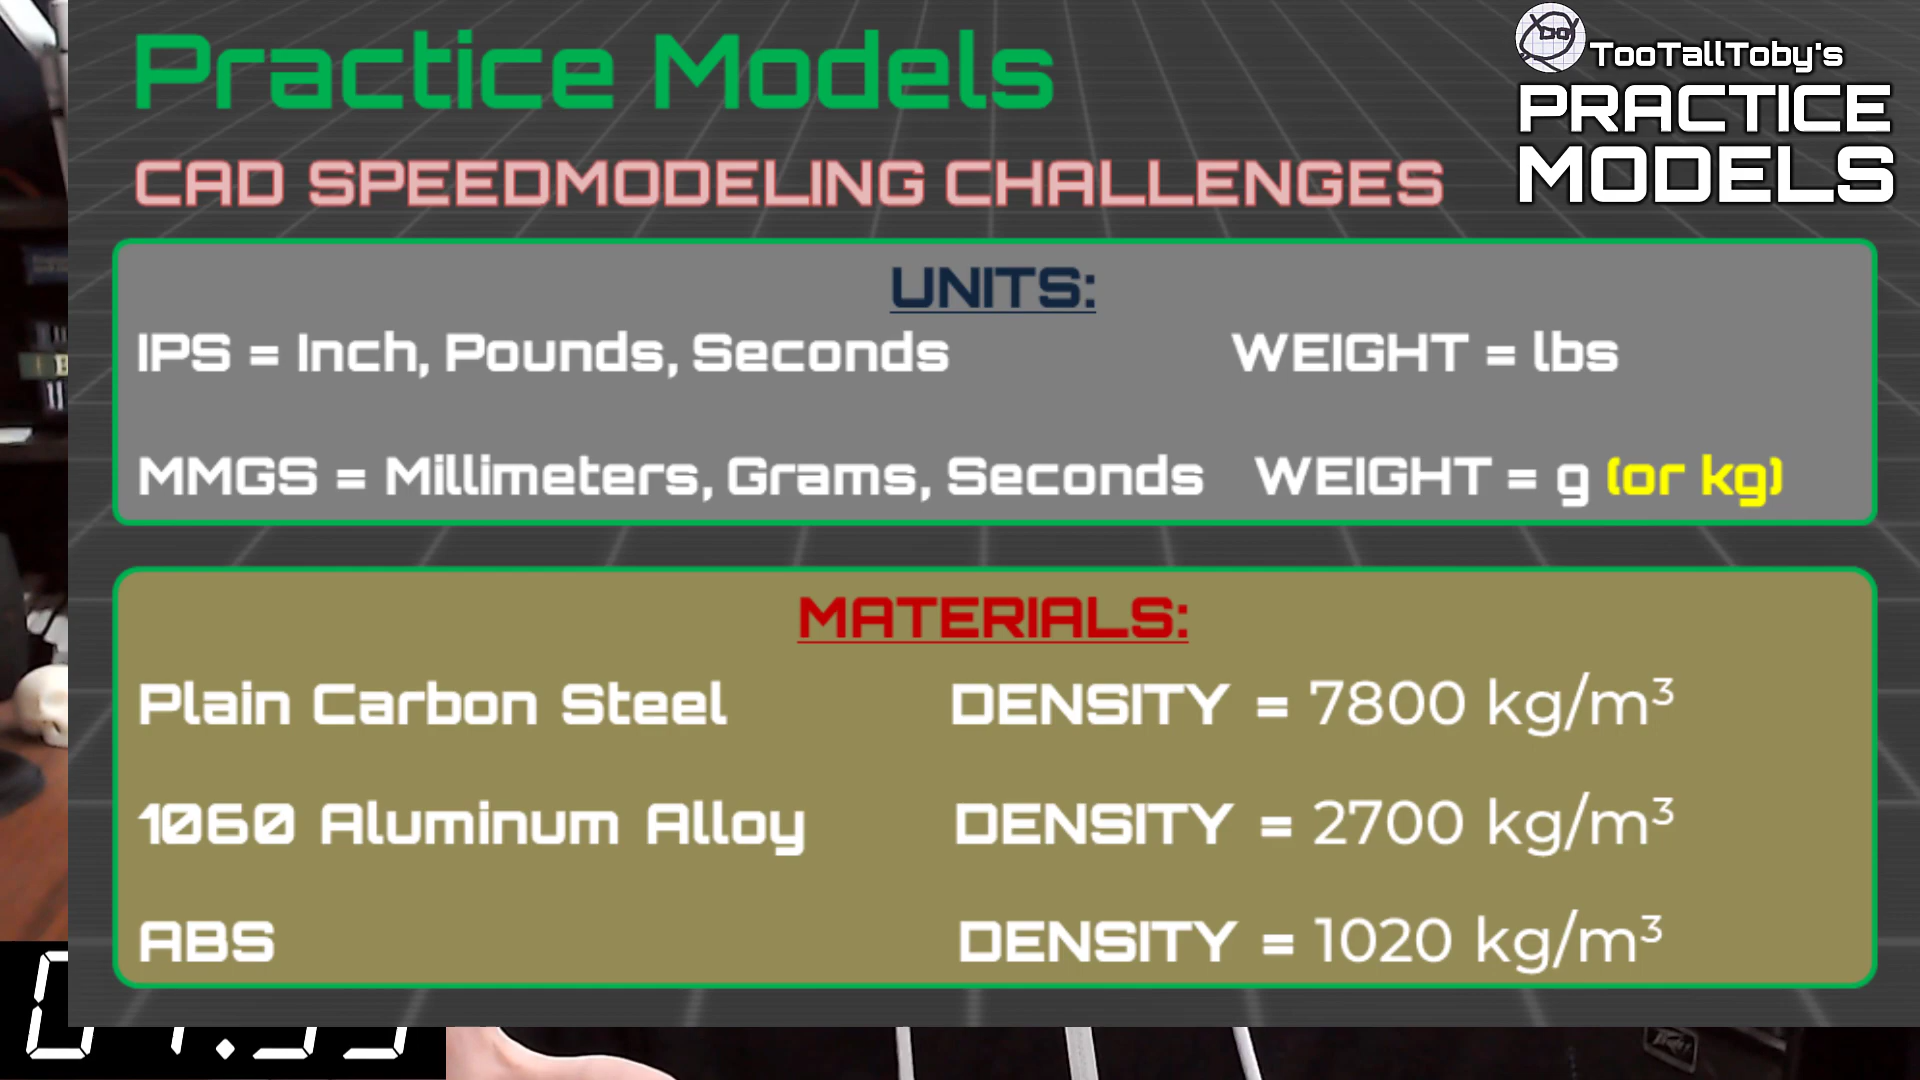 Practice Models
TooTallToby's
PRACTICE
MODELS
CAD SPEEDMODELING CHALLENGES
UNITS:
IPS = Inch, Pounds, Seconds WEIGHT = lbs
MMGS = Millimeters, Grams, Seconds WEIGHT = g (or kg)
MATERIALS:
Plain Carbon Steel DENSITY = 7800 kg/m³
1060 Aluminum Alloy DENSITY = 2700 kg/m³
ABS DENSITY = 1020 kg/m³